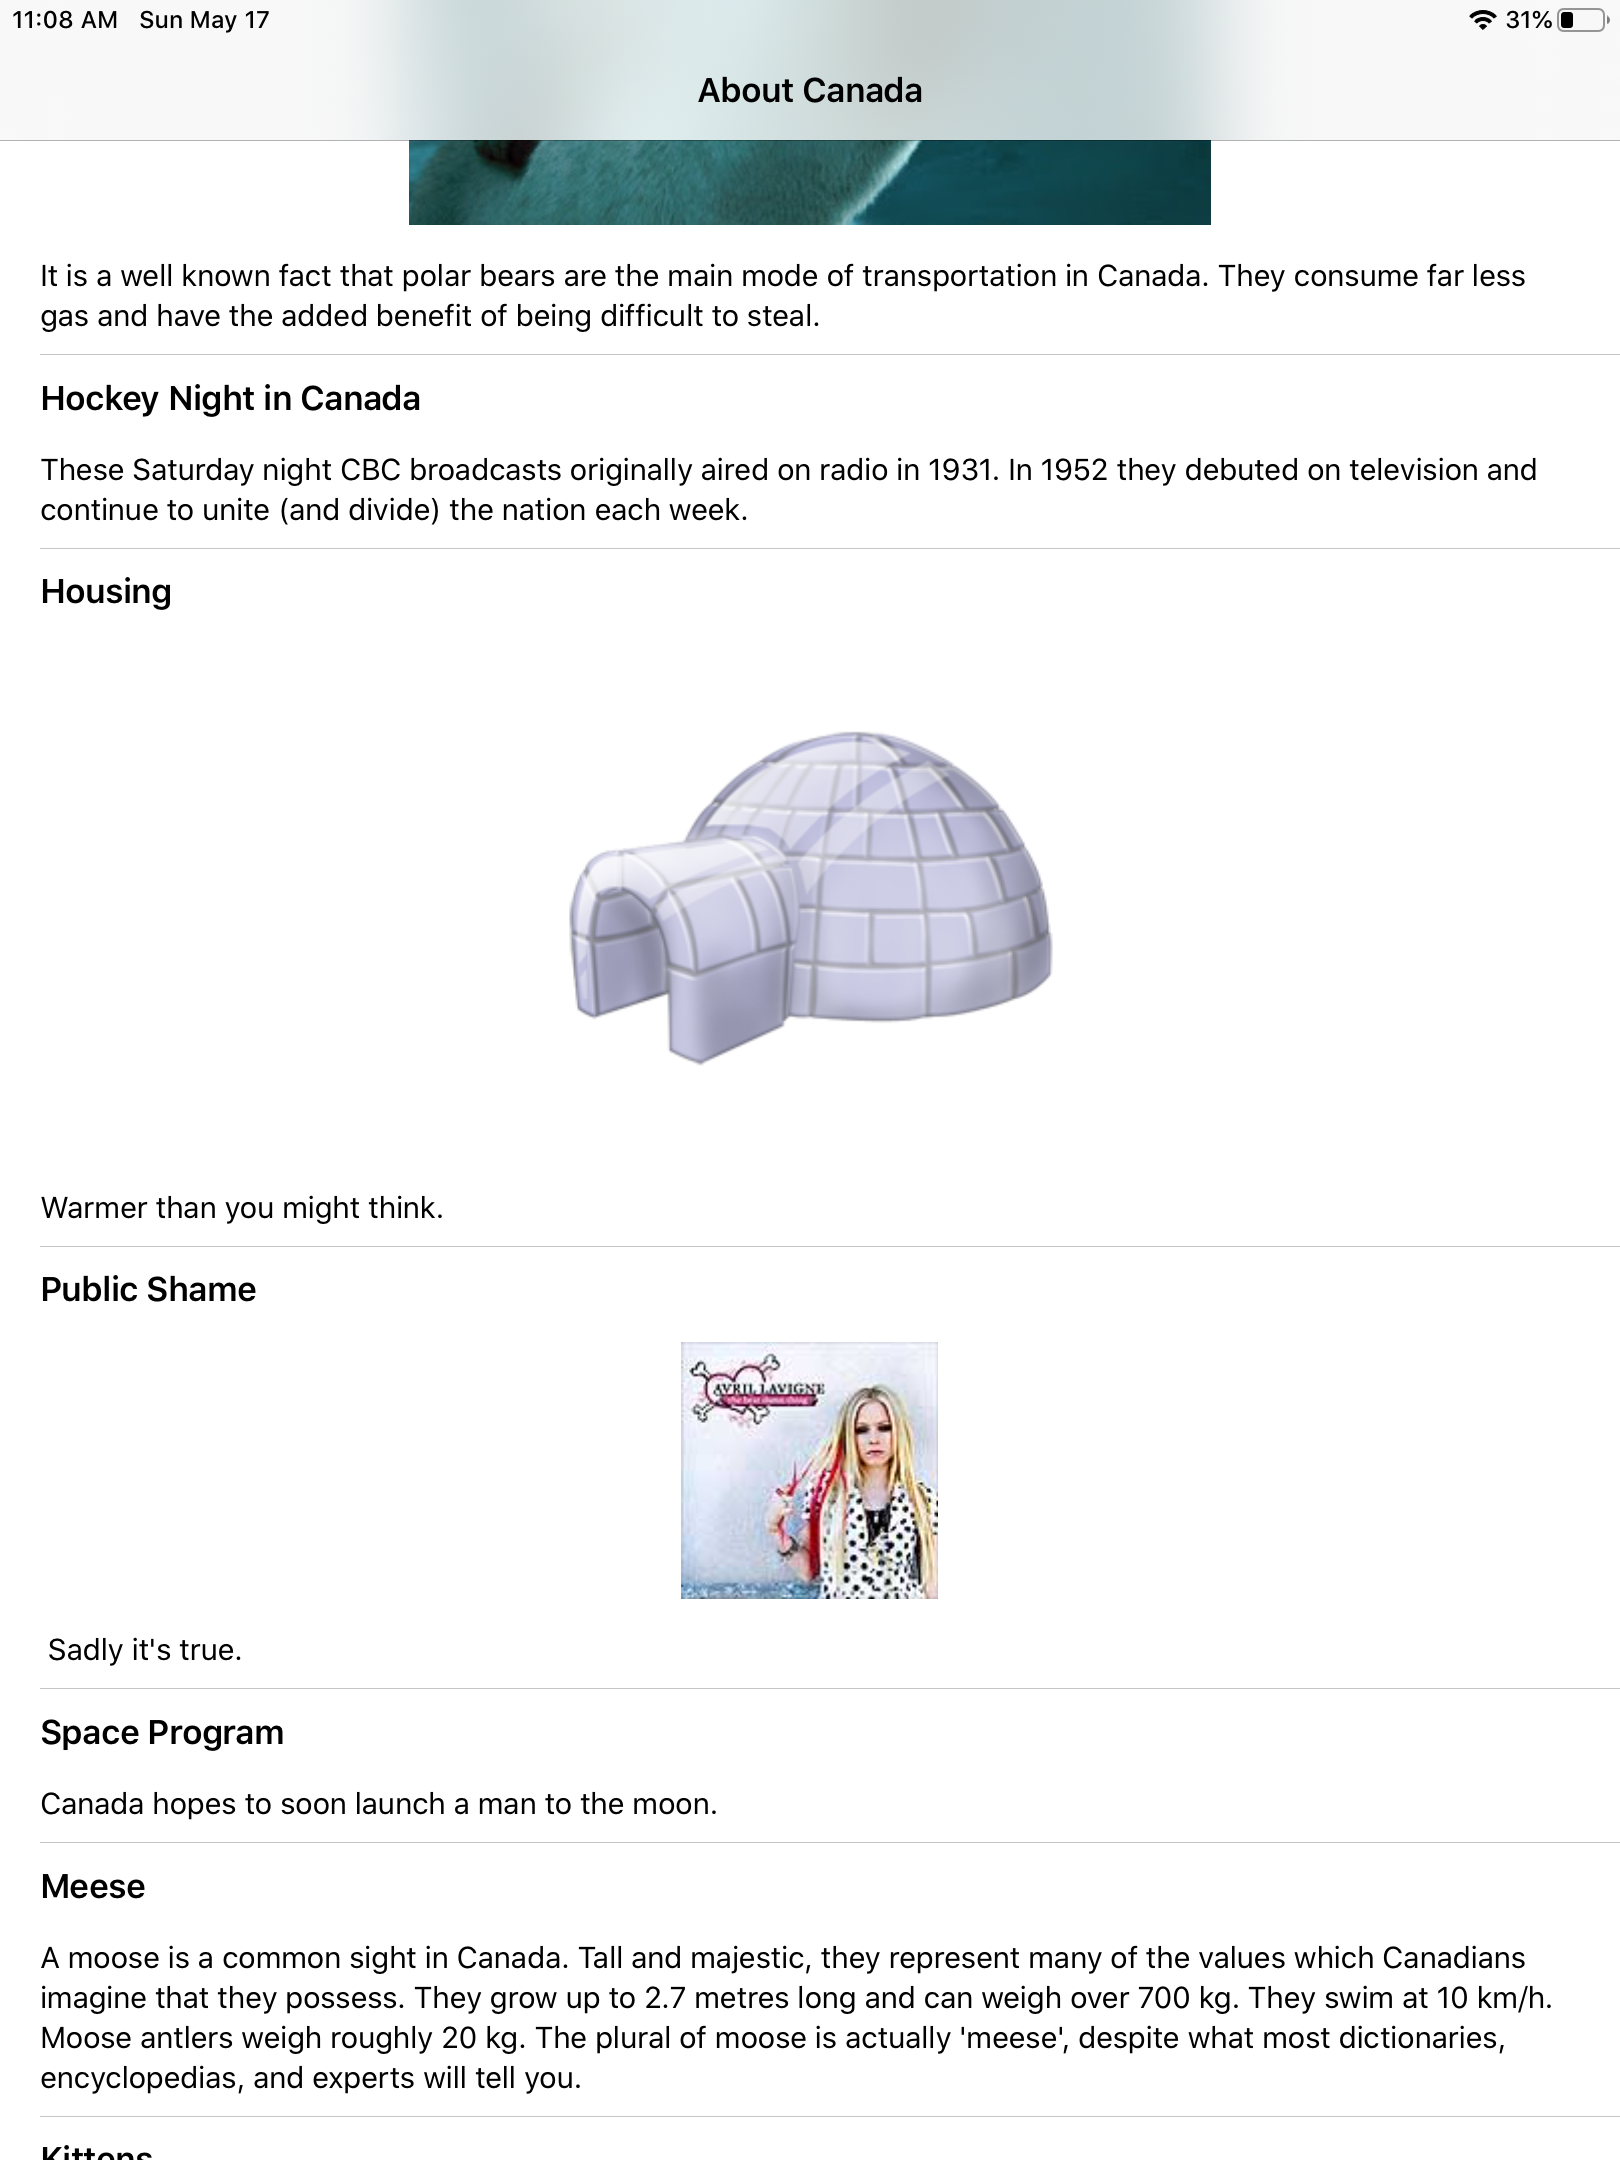 11:08 AM Sun May 17
31%
About Canada
It is a well known fact that polar bears are the main mode of transportation in Canada. They consume far less
gas and have the added benefit of being difficult to steal.
Hockey Night in Canada
These Saturday night CBC broadcasts originally aired on radio in 1931. In 1952 they debuted on television and
continue to unite (and divide) the nation each week.
Housing
Warmer than you might think.
Public Shame
AVRIL LAVIGNE
the best damn thing
Sadly it's true.
Space Program
Canada hopes to soon launch a man to the moon.
Meese
A moose is a common sight in Canada. Tall and majestic, they represent many of the values which Canadians
imagine that they possess. They grow up to 2.7 metres long and can weigh over 700 kg. They swim at 10 km/h.
Moose antlers weigh roughly 20 kg. The plural of moose is actually 'meese', despite what most dictionaries,
encyclopedias, and experts will tell you.
Kittens